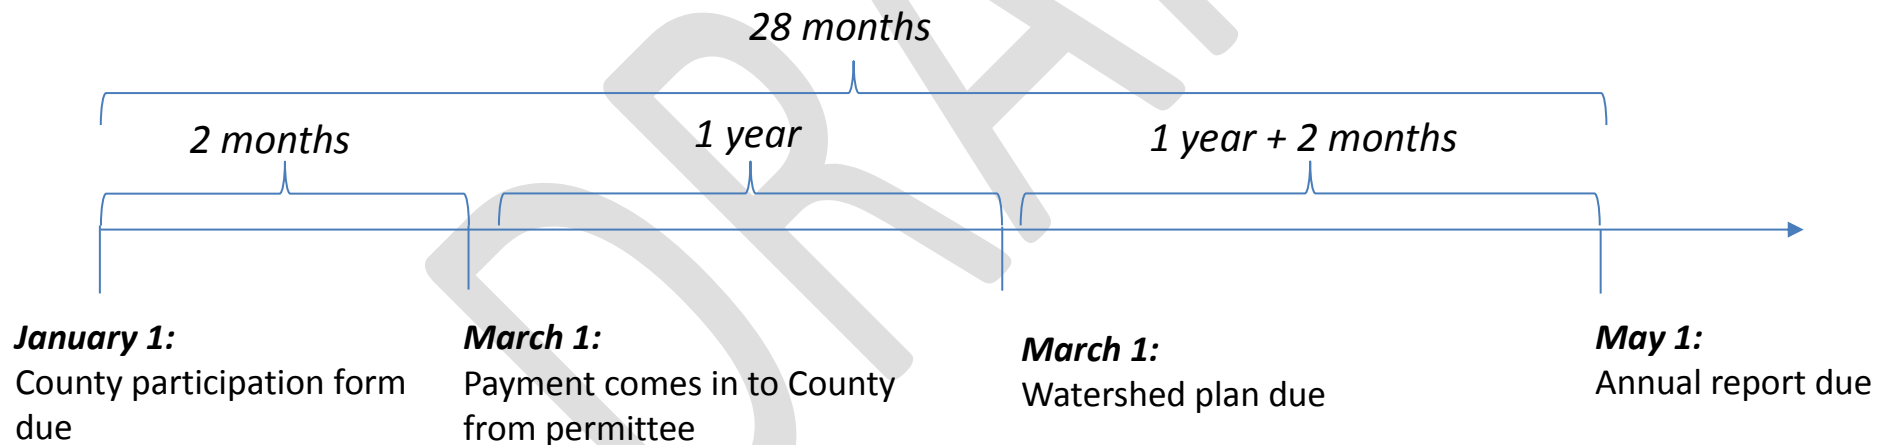 28 months
2 months
1 year
1 year + 2 months
January 1:
County participation form
due
March 1:
Payment comes in to County
from permittee
March 1:
Watershed plan due
May 1:
Annual report due
DRA